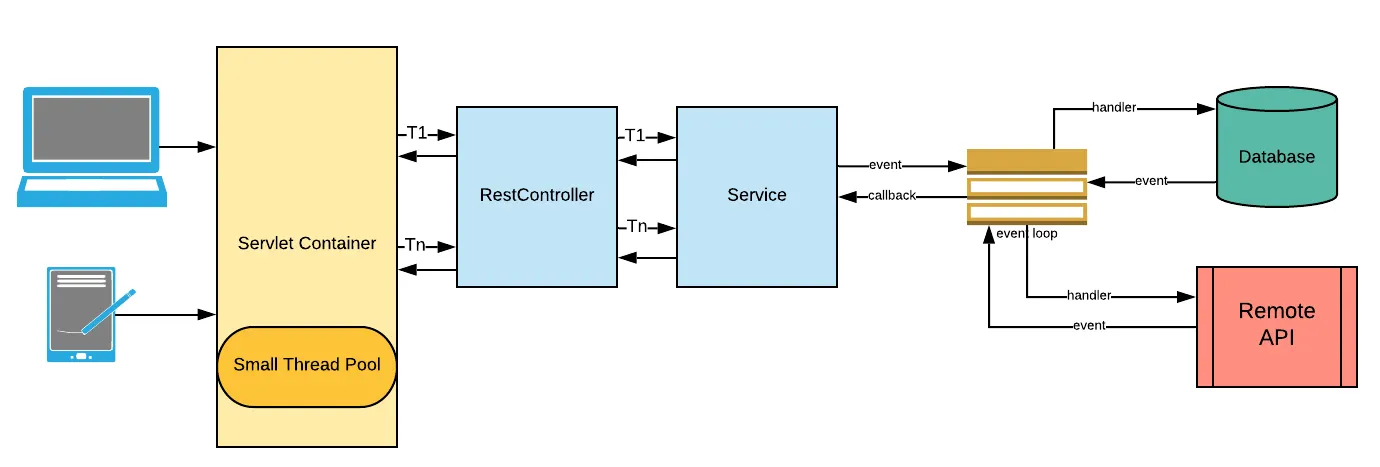 T1
T1
handler
Database
event
event
RestController
Service
callback
Tn
Tn
Servlet Container
event loop
handler
Remote
API
event
Small Thread Pool